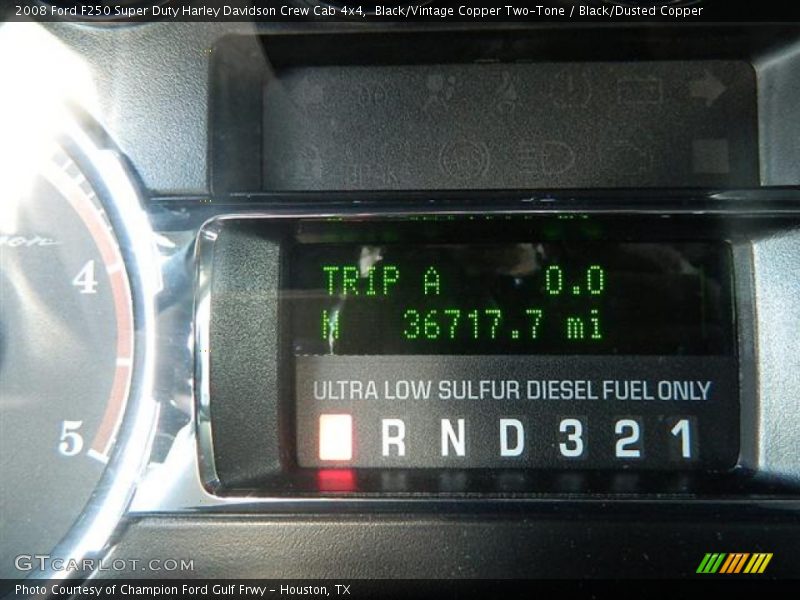 2008 Ford F250 Super Duty Harley Davidson Crew Cab 4x4, Black/Vintage Copper Two-Tone / Black/Dusted Copper
4
TRIP A 0.0
N 36717.7 mi
ULTRA LOW SULFUR DIESEL FUEL ONLY
R N D 3 2 1
5
GTCARLOT.COM
Photo Courtesy of Champion Ford Gulf Frwy - Houston, TX